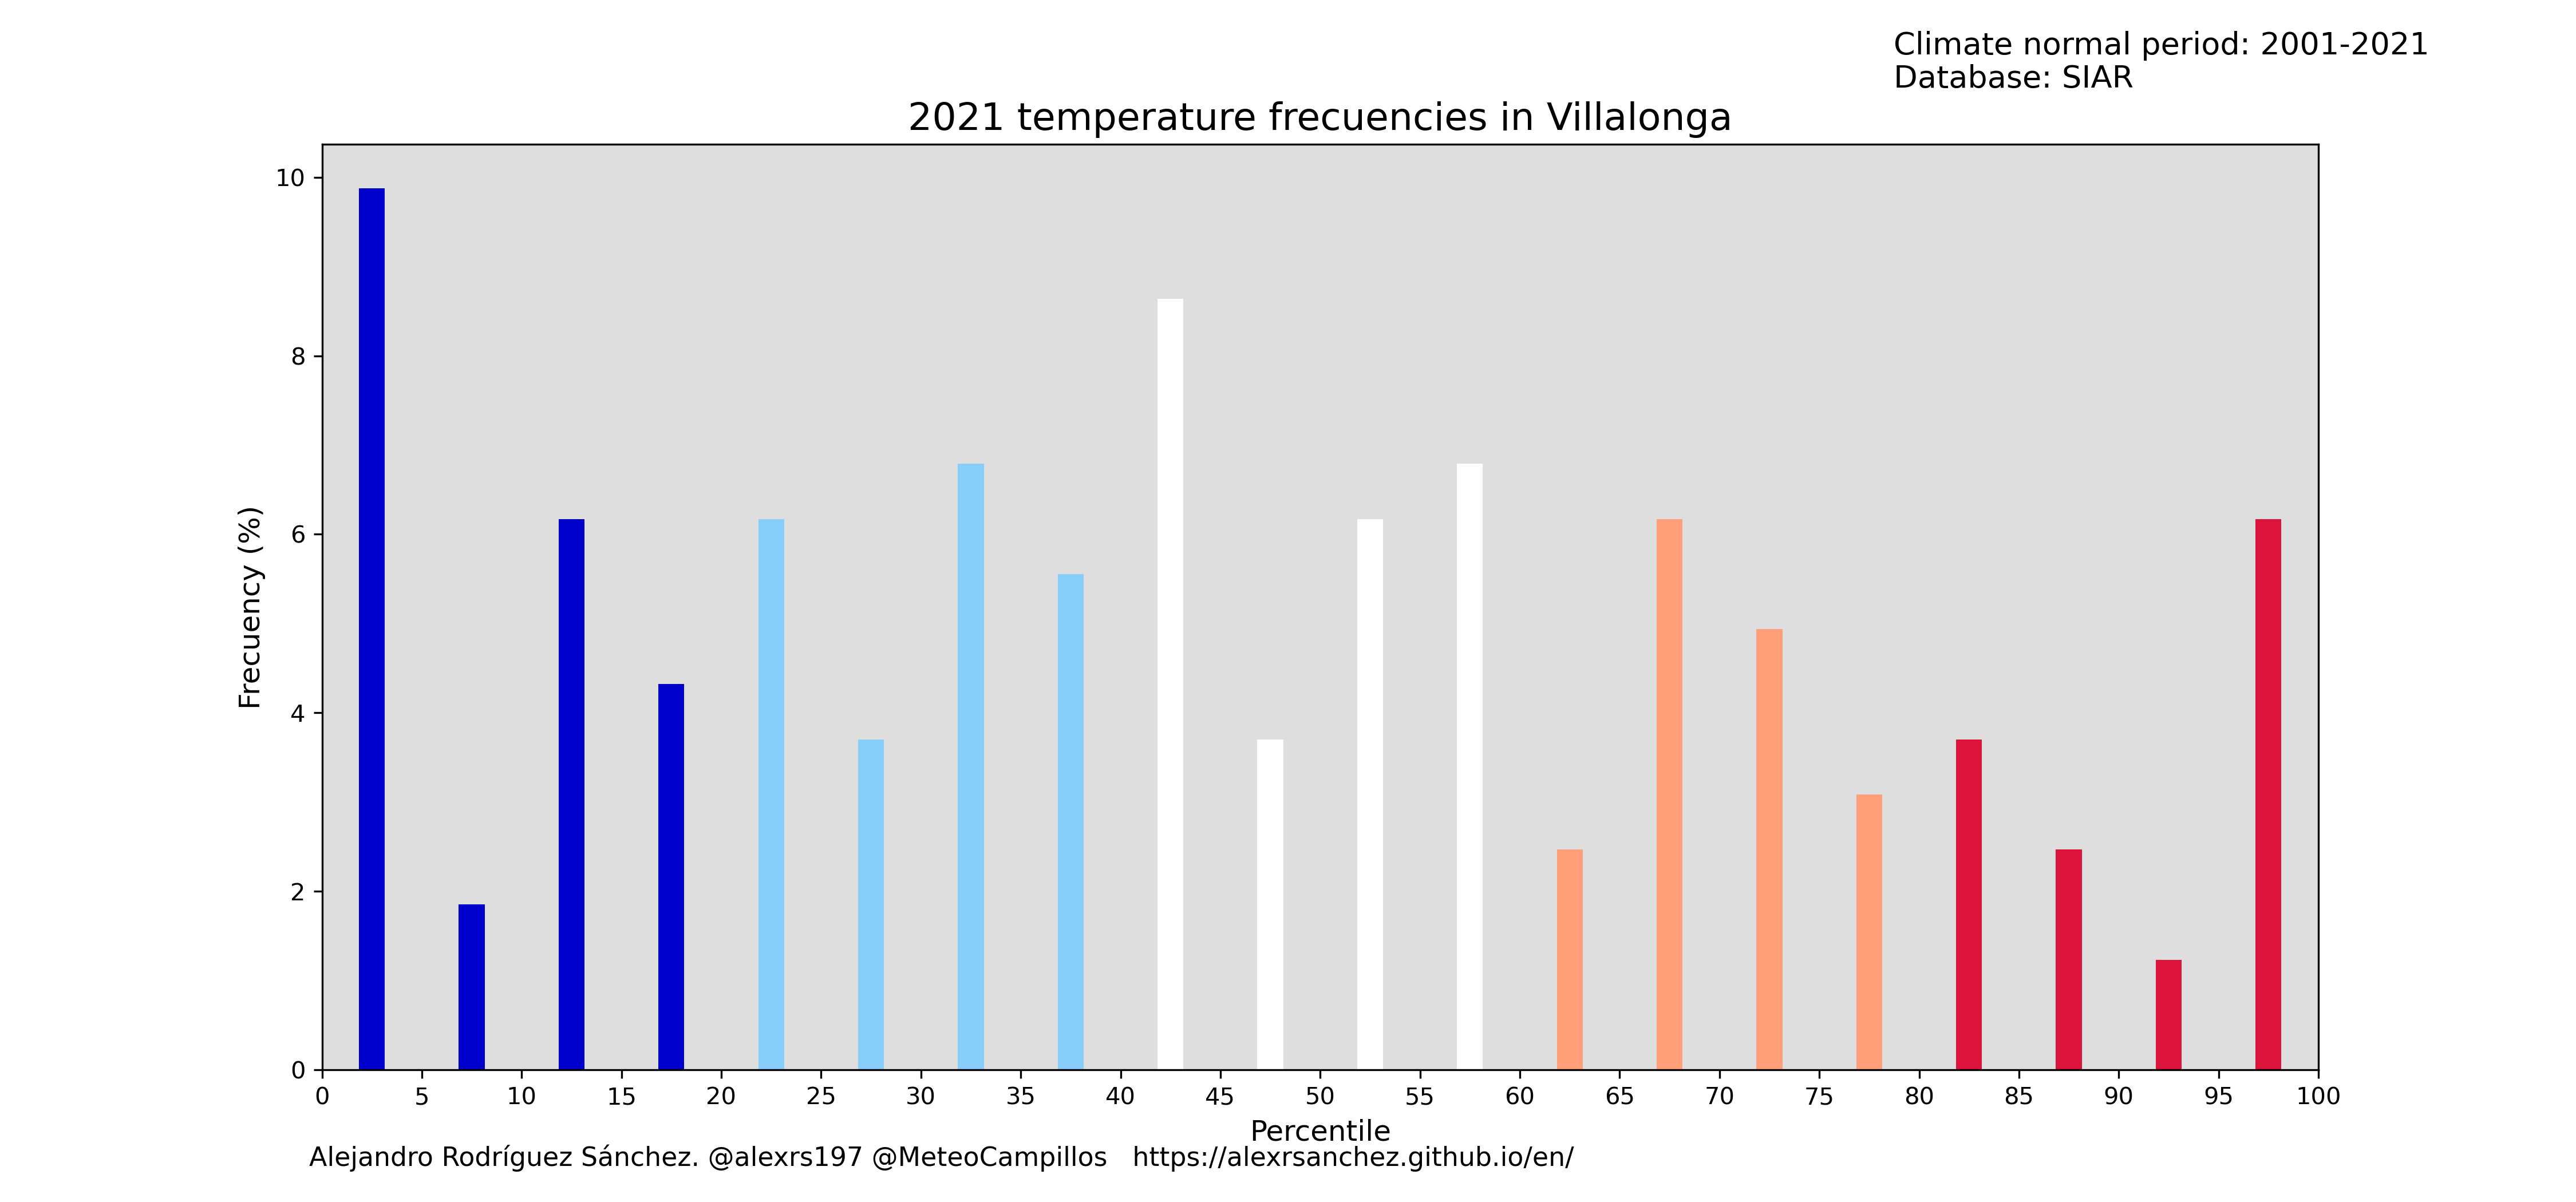 Climate normal period: 2001-2021
Database: SIAR
2021 temperature frecuencies in Villalonga
Frecuency (%)
10
8
6
4
2
0
0 5 10 15 20 25 30 35 40 45 50 55 60 65 70 75 80 85 90 95 100
Percentile
Alejandro Rodríguez Sánchez. @alexrs197 @MeteoCampillos https://alexrsanchez.github.io/en/